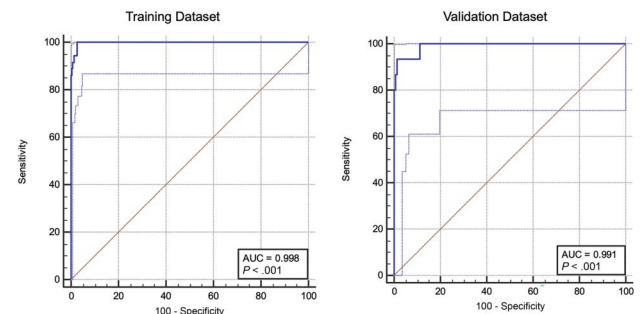 Training Dataset
Sensitivity
100
80
60
40
20
0
0 20 40 60 80 100
100 - Specificity
AUC = 0.998
P < .001
Validation Dataset
Sensitivity
100
80
60
40
20
0
0 20 40 60 80 100
100 - Specificity
AUC = 0.991
P < .001